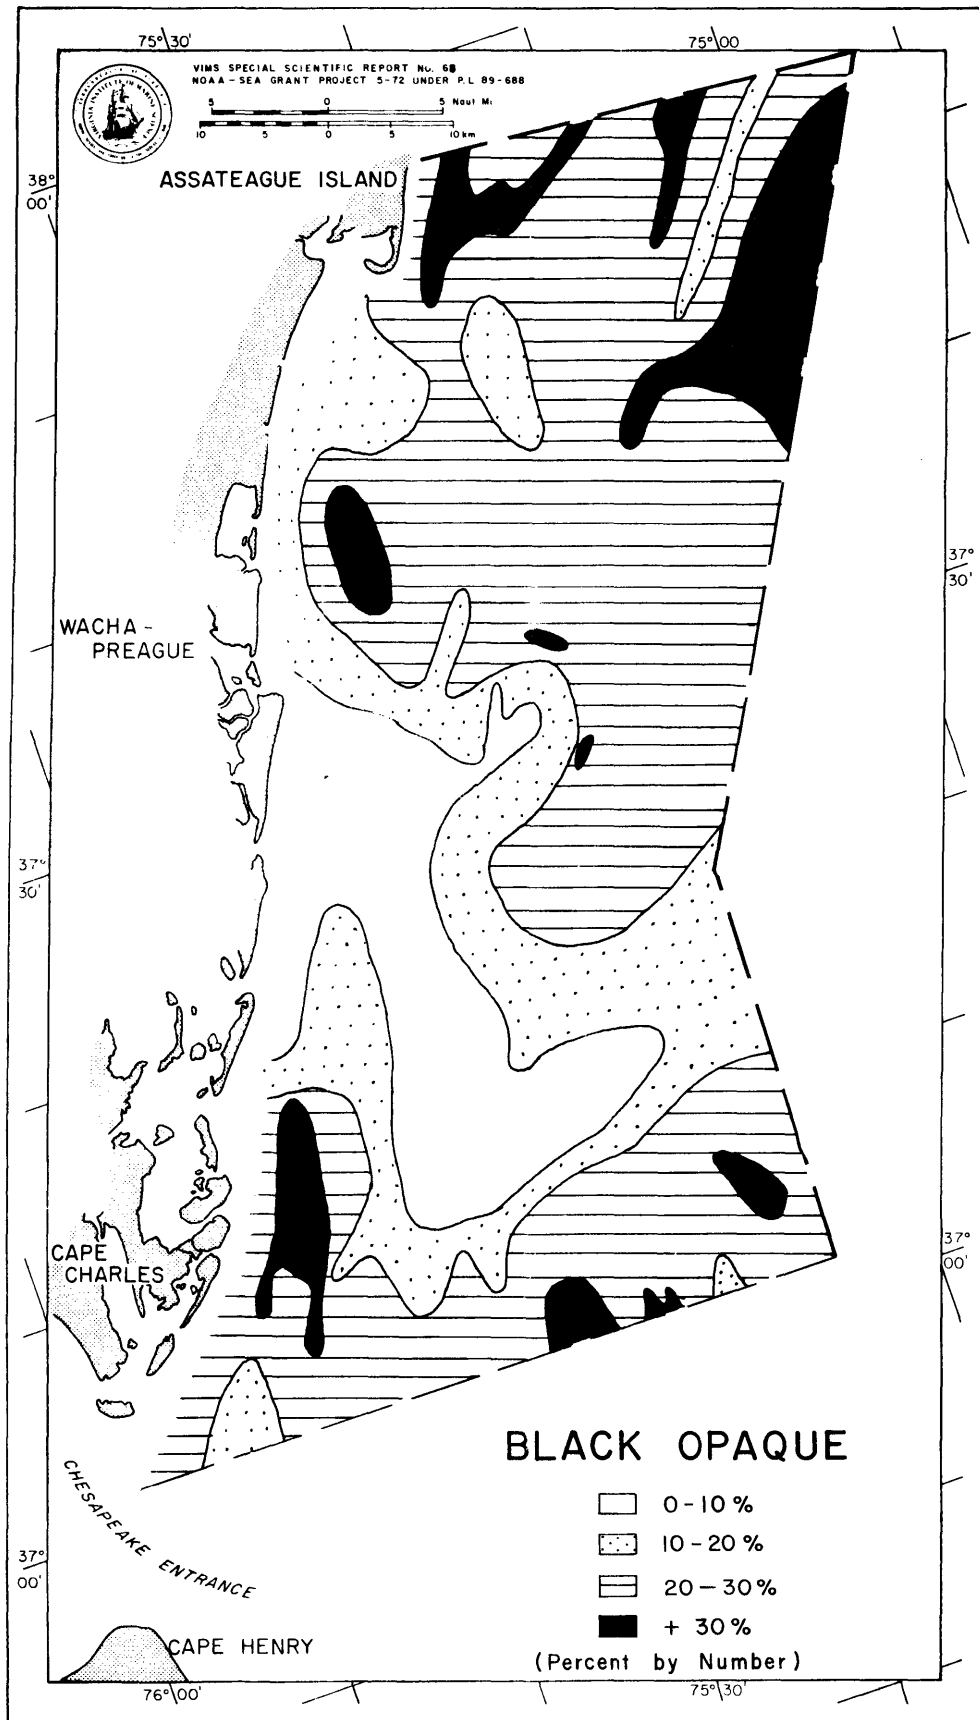 75°30'
75°00'
VIMS SPECIAL SCIENTIFIC REPORT No. 68
NOAA - SEA GRANT PROJECT 5-72 UNDER P.L 89-688
5 0 5 Naut Mi
10 5 0 5 10 km
38°
00'
ASSATEAGUE ISLAND
37°
30'
WACHA-
PREAGUE
37°
30'
37°
00'
CAPE
CHARLES
BLACK OPAQUE
0-10 %
10-20 %
20-30 %
+ 30 %
(Percent by Number)
CHESAPEAKE ENTRANCE
37°
00'
CAPE HENRY
76°00'
75°30'